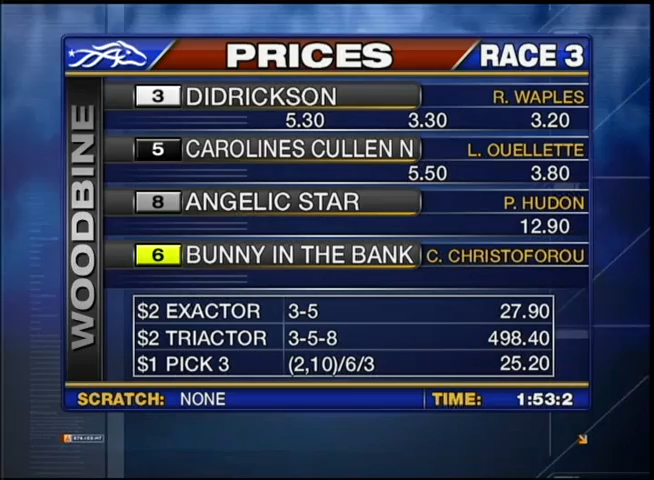 PRICES RACE 3
WOODBINE
3 DIDRICKSON R. WAPLES
5.30 3.30 3.20
5 CAROLINES CULLEN N L. OUELLETTE
5.50 3.80
8 ANGELIC STAR P. HUDON
12.90
6 BUNNY IN THE BANK C. CHRISTOFOROU
$2 EXACTOR 3-5 27.90
$2 TRIACTOR 3-5-8 498.40
$1 PICK 3 (2,10)/6/3 25.20
SCRATCH: NONE TIME: 1:53:2